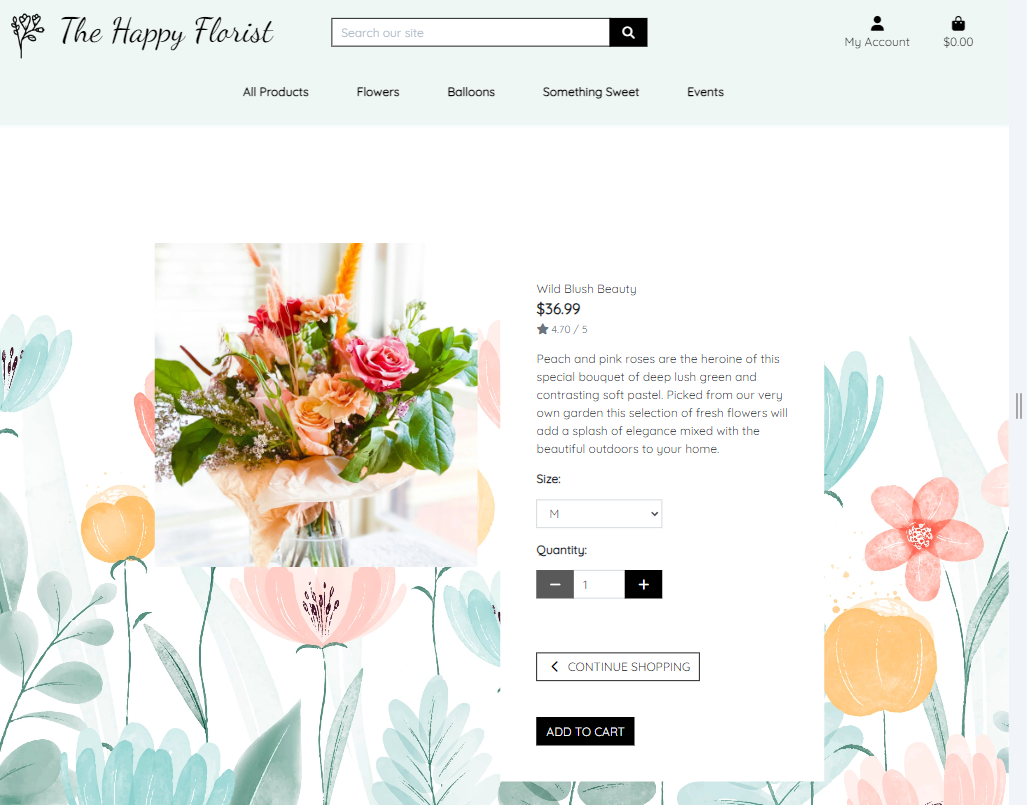 The Happy Florist
Search our site
My Account
$0.00
All Products
Flowers
Balloons
Something Sweet
Events
Wild Blush Beauty
$36.99
4.70 / 5
Peach and pink roses are the heroine of this
special bouquet of deep lush green and
contrasting soft pastel. Picked from our very
own garden this selection of fresh flowers will
add a splash of elegance mixed with the
beautiful outdoors to your home.
Size:
M
Quantity:
1
CONTINUE SHOPPING
ADD TO CART